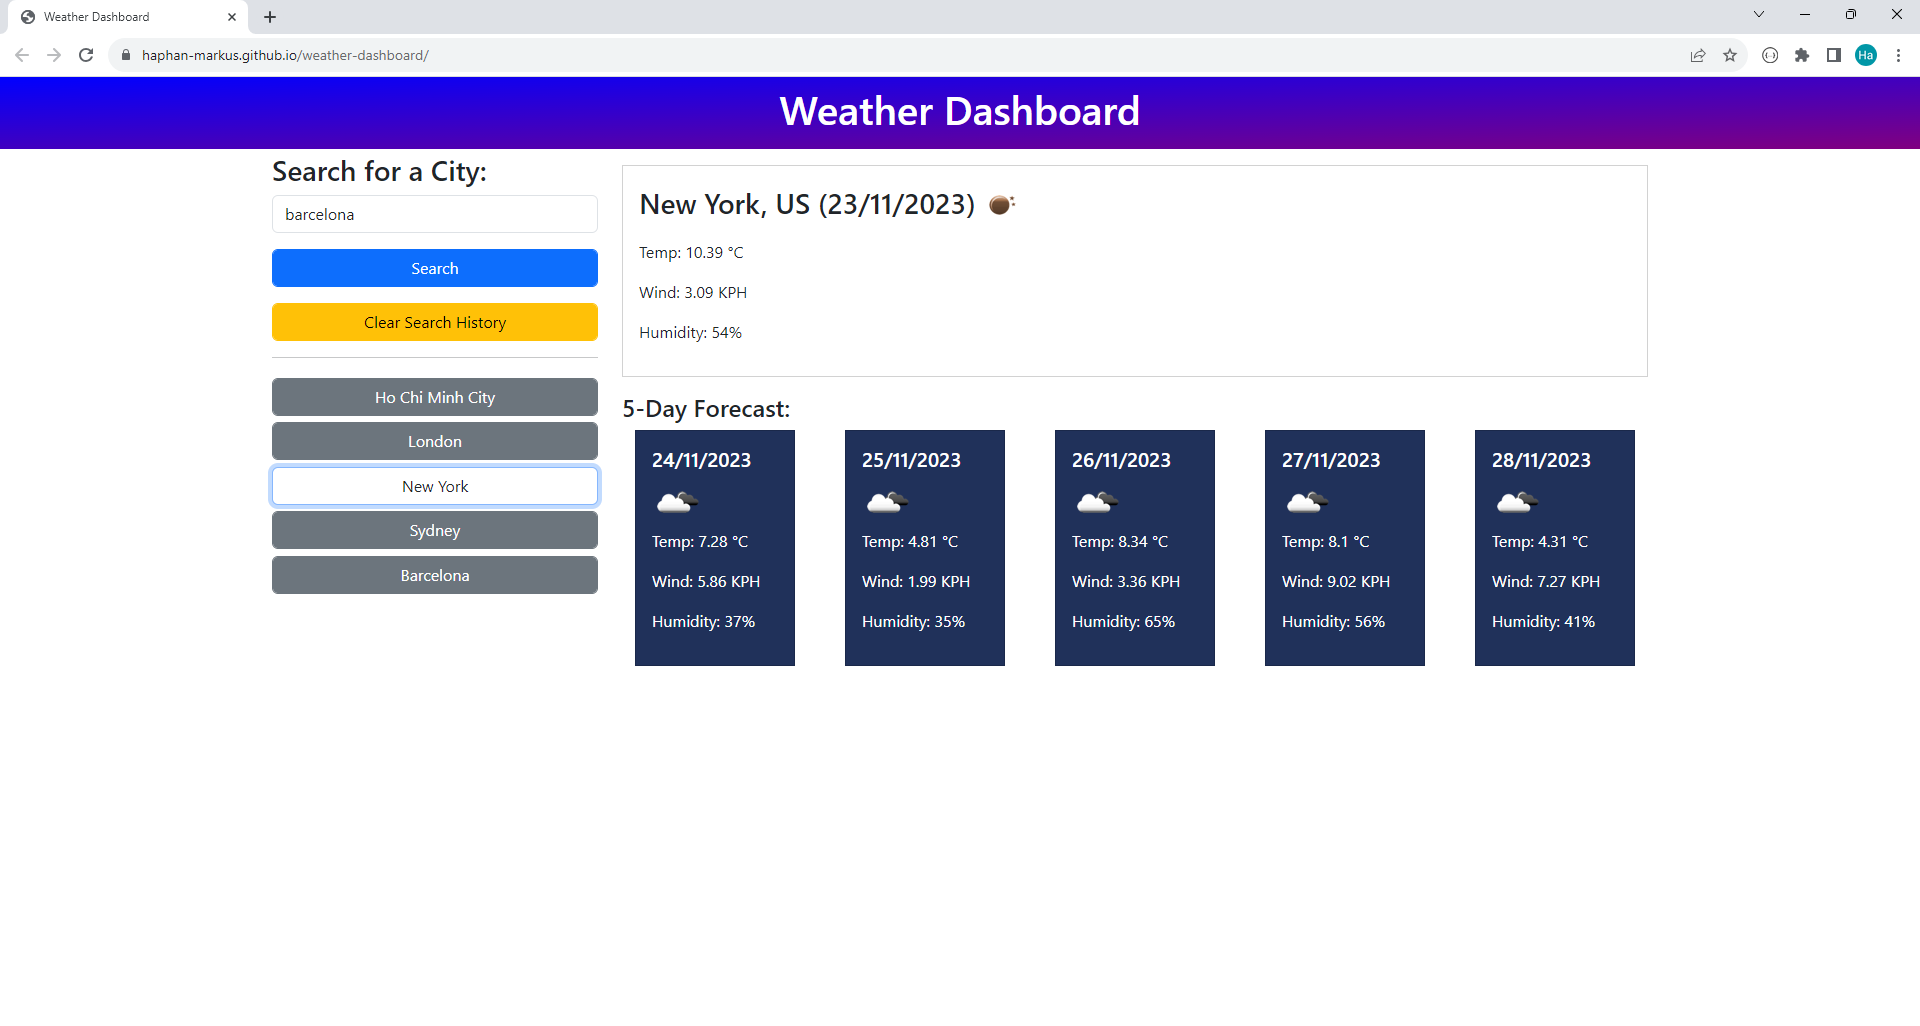 Weather Dashboard
haphan-markus.github.io/weather-dashboard/
Ha
Weather Dashboard
Search for a City:
barcelona
Search
Clear Search History
Ho Chi Minh City
London
New York
Sydney
Barcelona
New York, US (23/11/2023)
Temp: 10.39 °C
Wind: 3.09 KPH
Humidity: 54%
5-Day Forecast:
24/11/2023
Temp: 7.28 °C
Wind: 5.86 KPH
Humidity: 37%
25/11/2023
Temp: 4.81 °C
Wind: 1.99 KPH
Humidity: 35%
26/11/2023
Temp: 8.34 °C
Wind: 3.36 KPH
Humidity: 65%
27/11/2023
Temp: 8.1 °C
Wind: 9.02 KPH
Humidity: 56%
28/11/2023
Temp: 4.31 °C
Wind: 7.27 KPH
Humidity: 41%